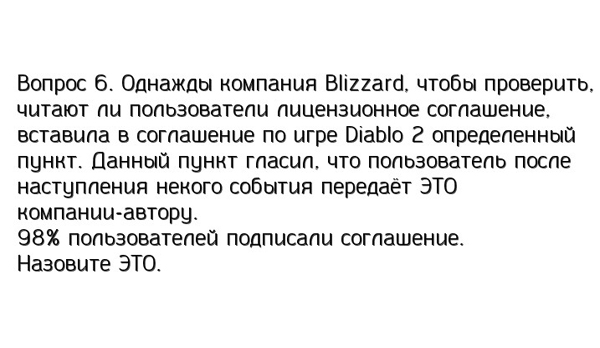 Вопрос 6. Однажды компания Blizzard, чтобы проверить,
читают ли пользователи лицензионное соглашение,
вставила в соглашение по игре Diablo 2 определенный
пункт. Данный пункт гласил, что пользователь после
наступления некого события передаёт ЭТО
компании-автору.
98% пользователей подписали соглашение.
Назовите ЭТО.